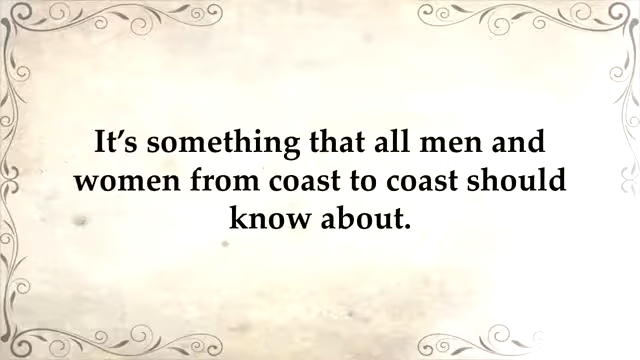 It’s something that all men and
women from coast to coast should
know about.